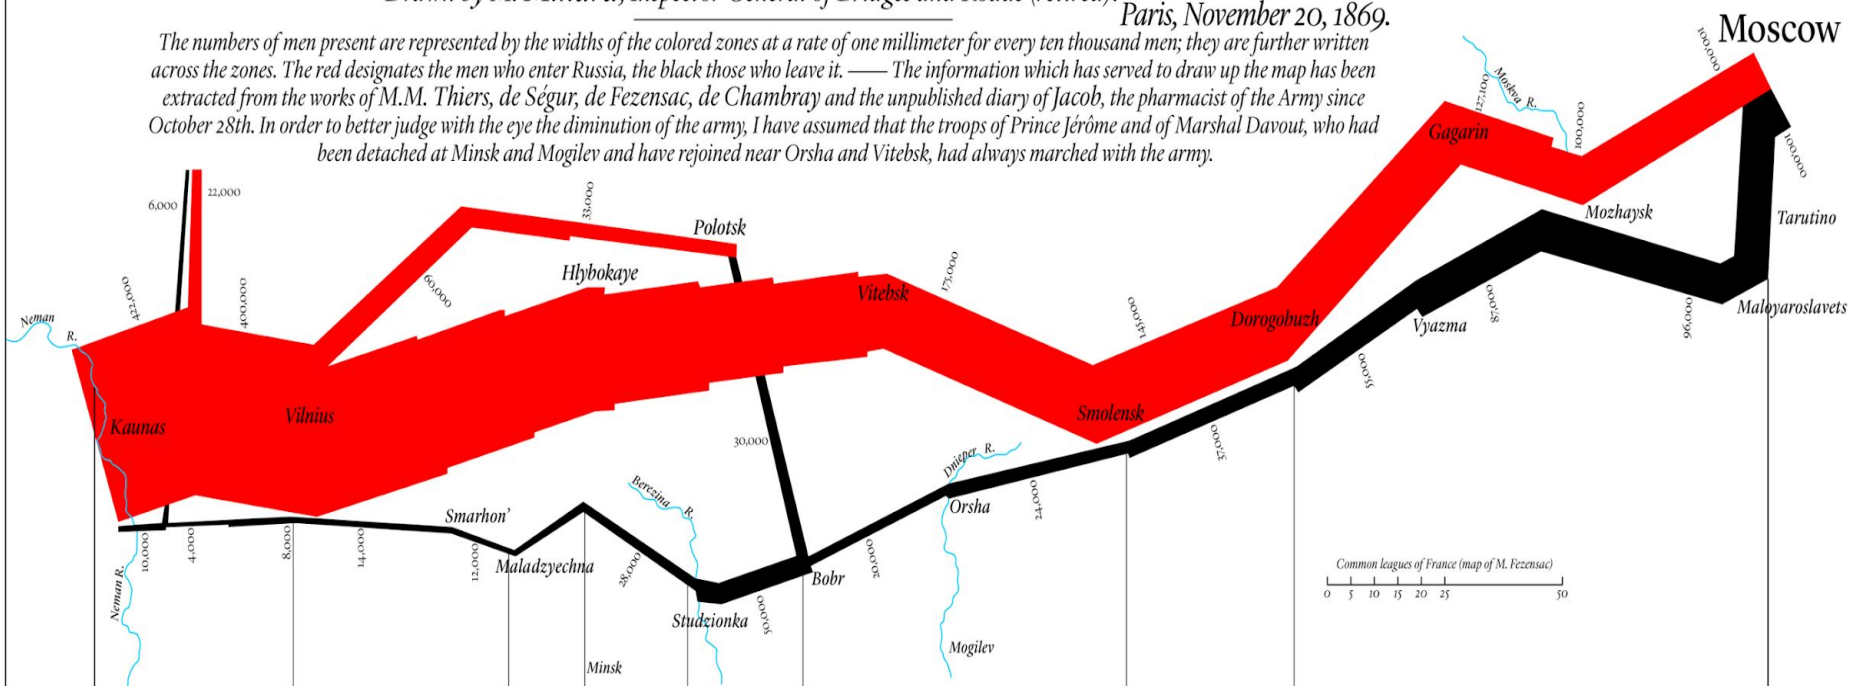 Drawn by M. Minard, Inspector General of Bridges and Roads (retired).
Paris, November 20, 1869.
Moscow
The numbers of men present are represented by the widths of the colored zones at a rate of one millimeter for every ten thousand men; they are further written
across the zones. The red designates the men who enter Russia, the black those who leave it. —— The information which has served to draw up the map has been
extracted from the works of M.M. Thiers, de Ségur, de Fezensac, de Chambray and the unpublished diary of Jacob, the pharmacist of the Army since
October 28th. In order to better judge with the eye the diminution of the army, I have assumed that the troops of Prince Jérôme and of Marshal Davout, who had
been detached at Minsk and Mogilev and have rejoined near Orsha and Vitebsk, had always marched with the army.
100,000
Moskva R.
127,100
100,000
Gagarin
100,000
6,000
22,000
33,000
Mozhaysk
Tarutino
Polotsk
Hlybokaye
422,000
400,000
60,000
Vitebsk
175,000
145,000
Dorogobuzh
Vyazma
87,000
96,000
Maloyaroslavets
Neman R.
55,000
Kaunas
Vilnius
Smolensk
30,000
37,000
Berezina R.
Dnieper R.
Orsha
24,000
Smarhon'
10,000
4,000
8,000
14,000
12,000
Maladzyechna
28,000
Bobr
20,000
Studzionka
50,000
Neman R.
Minsk
Mogilev
Common leagues of France (map of M. Fezensac)
0 5 10 15 20 25 50